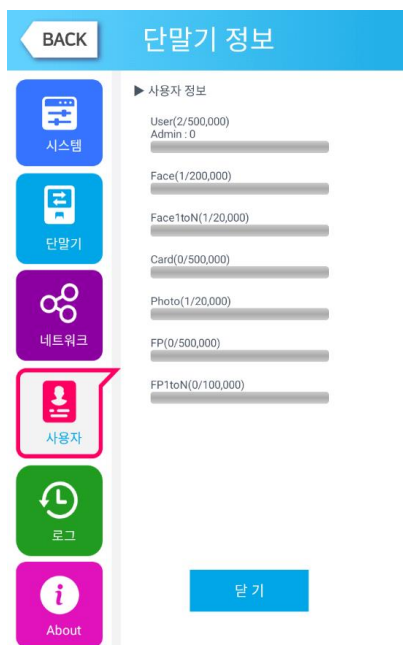 BACK
단말기 정보
시스템
단말기
네트워크
사용자
로그
About
▶ 사용자 정보
User(2/500,000)
Admin : 0
Face(1/200,000)
Face1toN(1/20,000)
Card(0/500,000)
Photo(1/20,000)
FP(0/500,000)
FP1toN(0/100,000)
닫 기